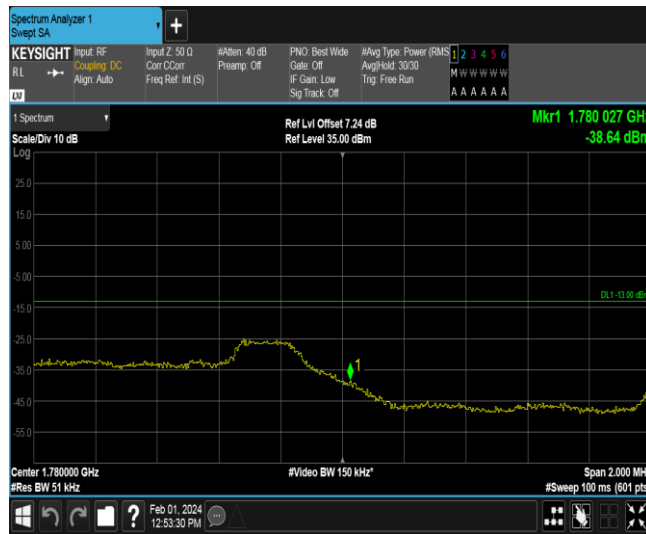 Spectrum Analyzer 1
Swept SA
+
KEYSIGHT
RL
LXI
Input: RF
Coupling: DC
Align: Auto
Input Z: 50 Ω
Corr CCorr
Freq Ref: Int (S)
#Atten: 40 dB
Preamp: Off
PNO: Best Wide
Gate: Off
IF Gain: Low
Sig Track: Off
#Avg Type: Power (RMS
Avg|Hold: 30/30
Trig: Free Run
1 2 3 4 5 6
M W W W W W
A A A A A A
1 Spectrum
Scale/Div 10 dB
Ref Lvl Offset 7.24 dB
Ref Level 35.00 dBm
Mkr1 1.780 027 GHz
-38.64 dBm
Log
25.0
15.0
5.00
-5.00
DL1 -13.00 dBm
-15.0
-25.0
-35.0
1
-45.0
-55.0
Center 1.780000 GHz
#Video BW 150 kHz*
Span 2.000 MH
#Res BW 51 kHz
#Sweep 100 ms (601 pts
?
Feb 01, 2024
12:53:30 PM